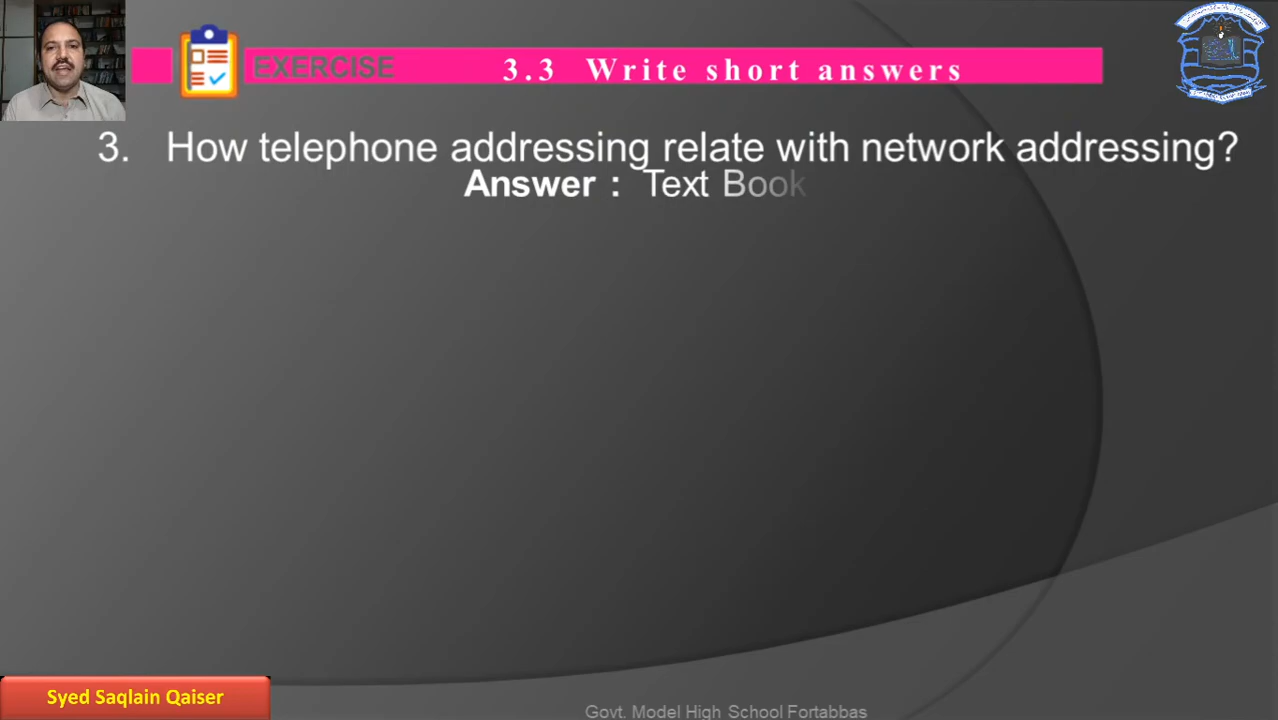 EXERCISE 3.3 Write short answers
3. How telephone addressing relate with network addressing?
Answer : Text Book
Syed Saqlain Qaiser
Govt. Model High School Fortabbas